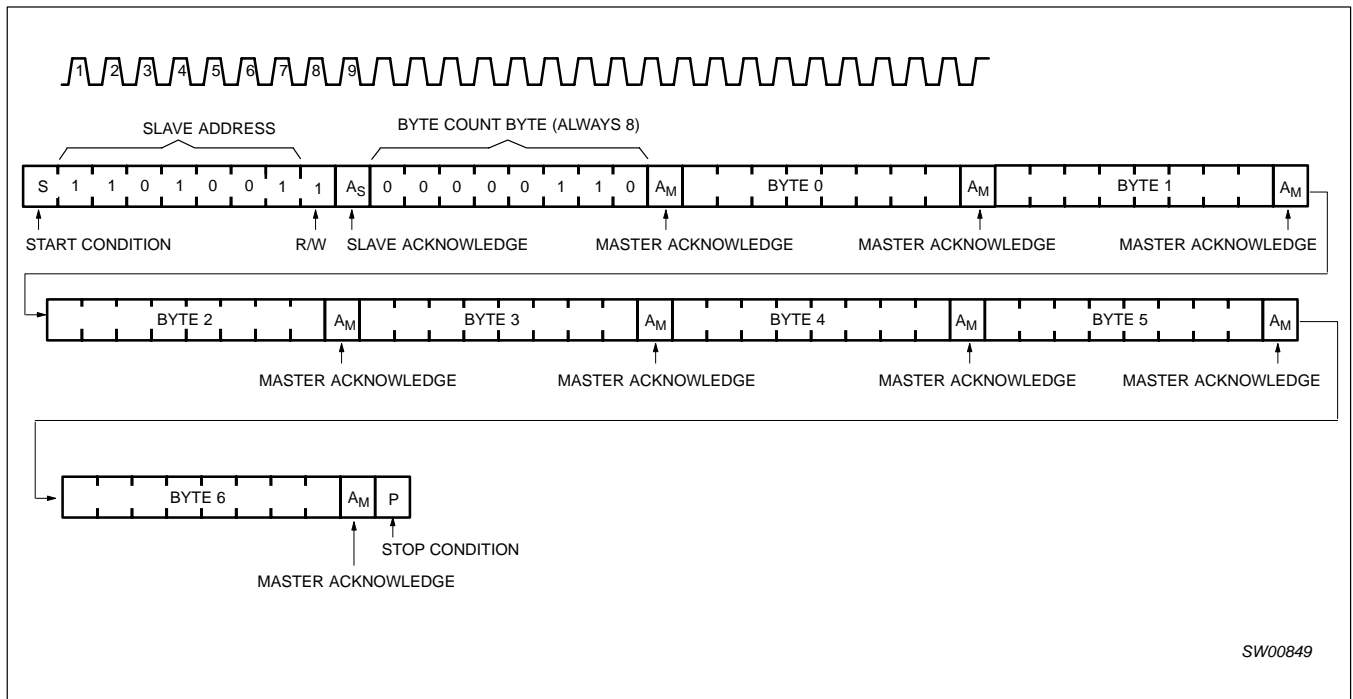 1 2 3 4 5 6 7 8 9
SLAVE ADDRESS BYTE COUNT BYTE (ALWAYS 8)
S 1 1 0 1 0 0 1 1 AS 0 0 0 0 0 1 1 0 AM BYTE 0 AM BYTE 1 AM
START CONDITION R/W SLAVE ACKNOWLEDGE MASTER ACKNOWLEDGE MASTER ACKNOWLEDGE MASTER ACKNOWLEDGE
BYTE 2 AM BYTE 3 AM BYTE 4 AM BYTE 5 AM
MASTER ACKNOWLEDGE MASTER ACKNOWLEDGE MASTER ACKNOWLEDGE MASTER ACKNOWLEDGE
BYTE 6 AM P
STOP CONDITION
MASTER ACKNOWLEDGE
SW00849